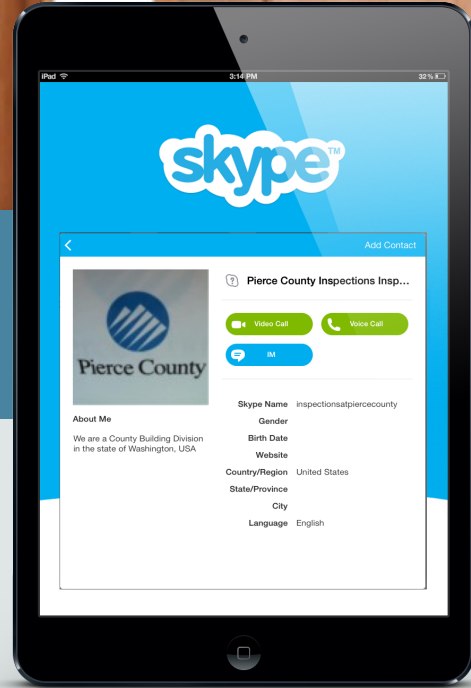 iPad 3:14 PM 32%
skype™
Add Contact
Pierce County
Pierce County Inspections Insp...
Video Call Voice Call
IM
About Me
We are a County Building Division
in the state of Washington, USA
Skype Name inspectionsatpiercecounty
Gender
Birth Date
Website
Country/Region United States
State/Province
City
Language English